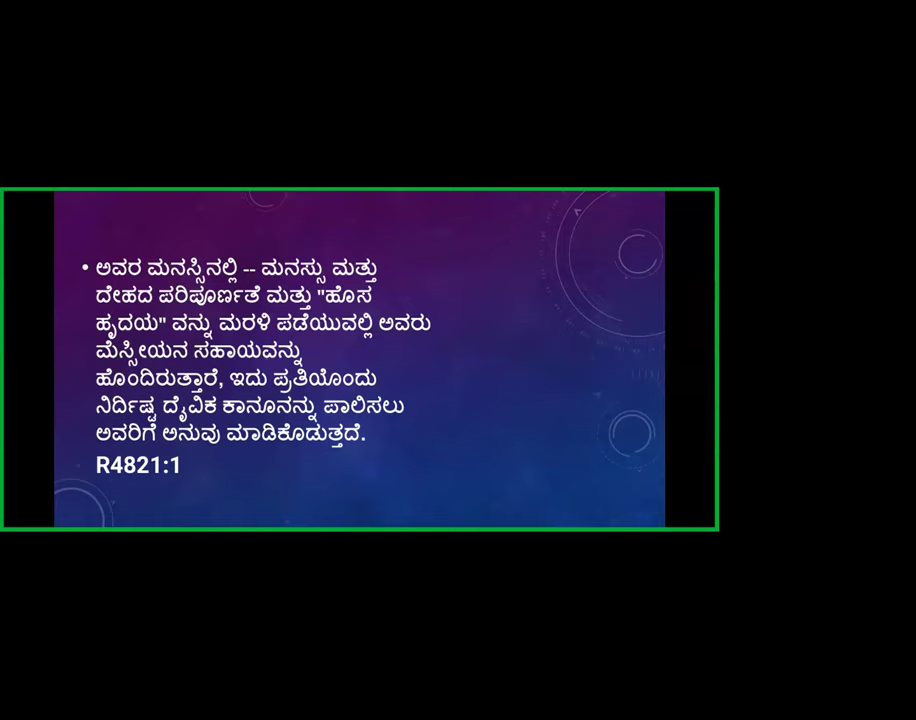 • ಅವರ ಮನಸ್ಸಿನಲ್ಲಿ -- ಮನಸ್ಸು ಮತ್ತು
ದೇಹದ ಪರಿಪೂರ್ಣತೆ ಮತ್ತು "ಹೊಸ
ಹೃದಯ" ವನ್ನು ಮರಳಿ ಪಡೆಯುವಲ್ಲಿ ಅವರು
ಮೆಸ್ಸೀಯನ ಸಹಾಯವನ್ನು
ಹೊಂದಿರುತ್ತಾರೆ, ಇದು ಪ್ರತಿಯೊಂದು
ನಿರ್ದಿಷ್ಟ ದೈವಿಕ ಕಾನೂನನ್ನು ಪಾಲಿಸಲು
ಅವರಿಗೆ ಅನುವು ಮಾಡಿಕೊಡುತ್ತದೆ.
R4821:1